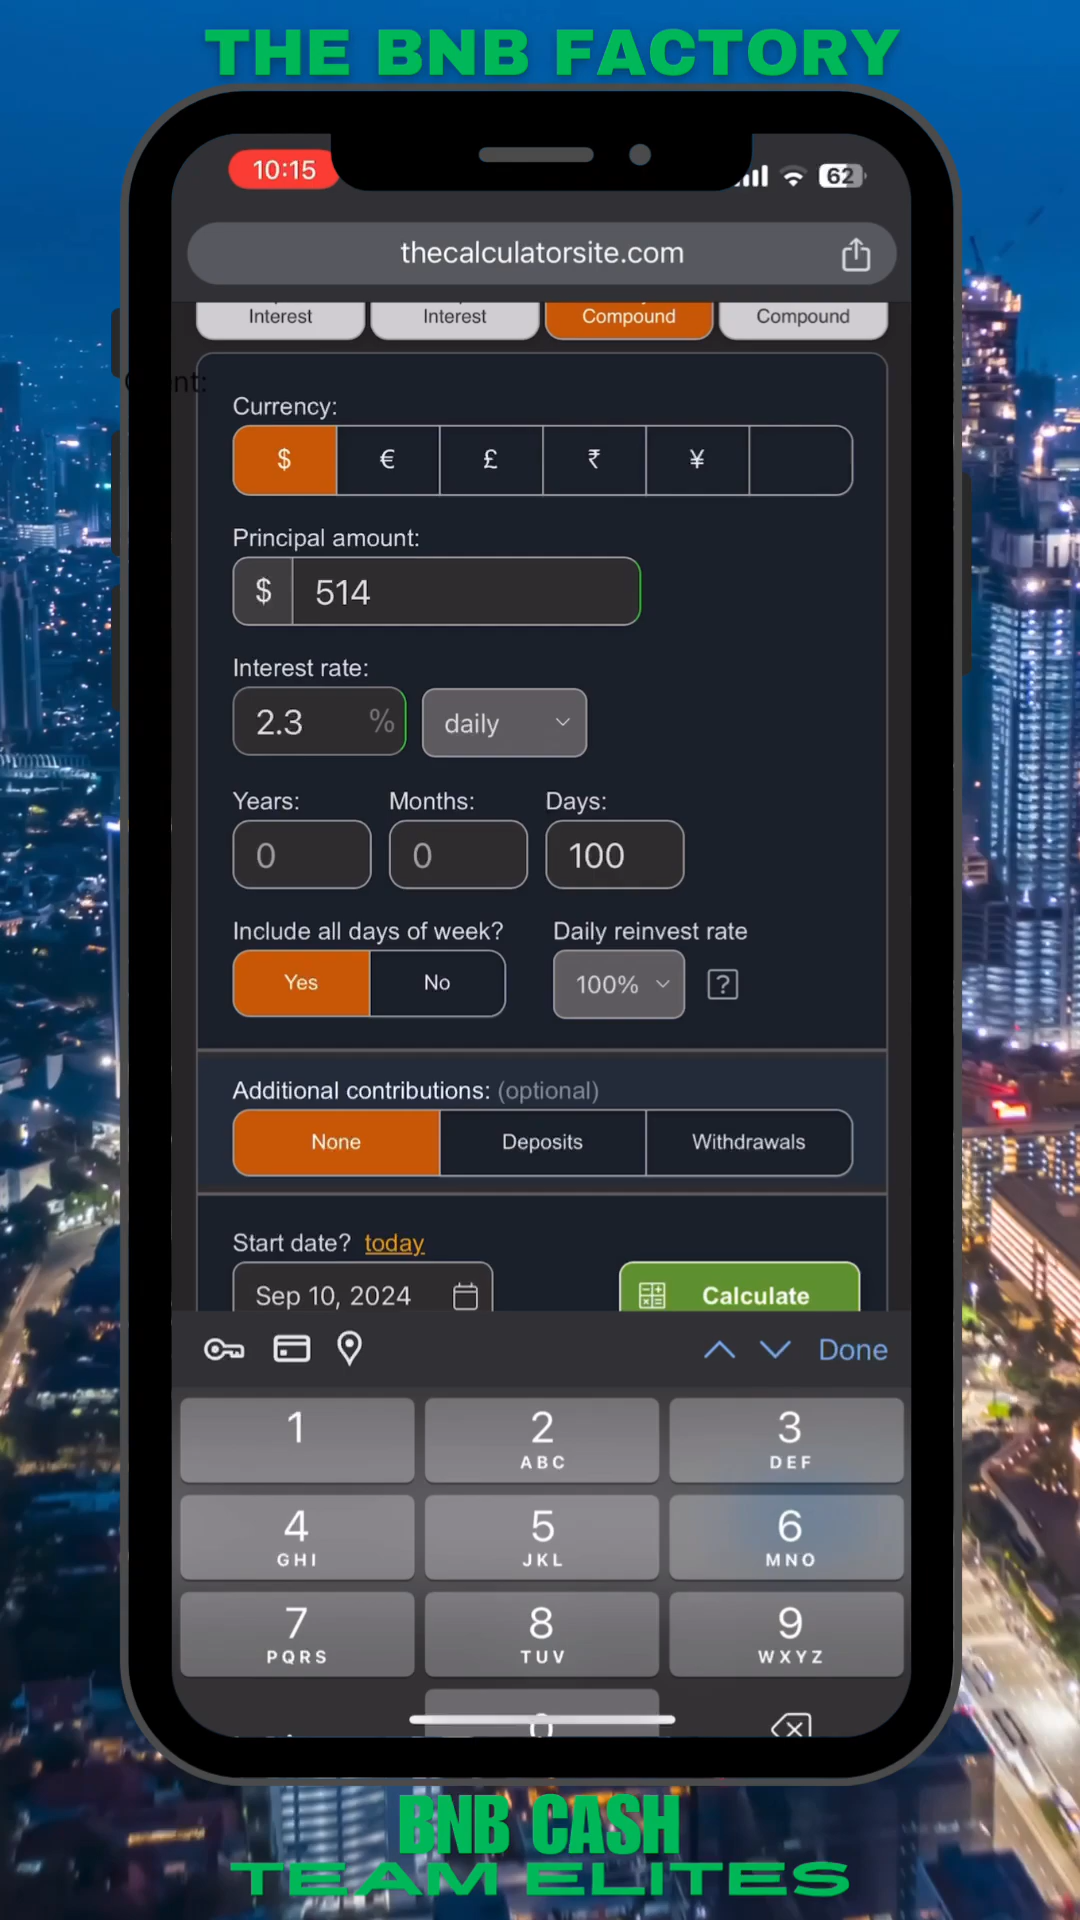 THE BNB FACTORY
10:15
62
thecalculatorsite.com
Interest Interest Compound Compound
nt:
Currency:
$ € £ ₹ ¥
Principal amount:
$ 514
Interest rate:
2.3 % daily
Years: Months: Days:
0 0 100
Include all days of week? Daily reinvest rate
Yes No 100% ?
Additional contributions: (optional)
None Deposits Withdrawals
Start date? today
Sep 10, 2024 Calculate
Done
1 2 3
ABC DEF
4 5 6
GHI JKL MNO
7 8 9
PQRS TUV WXYZ
0
BNB CASH
TEAM ELITES